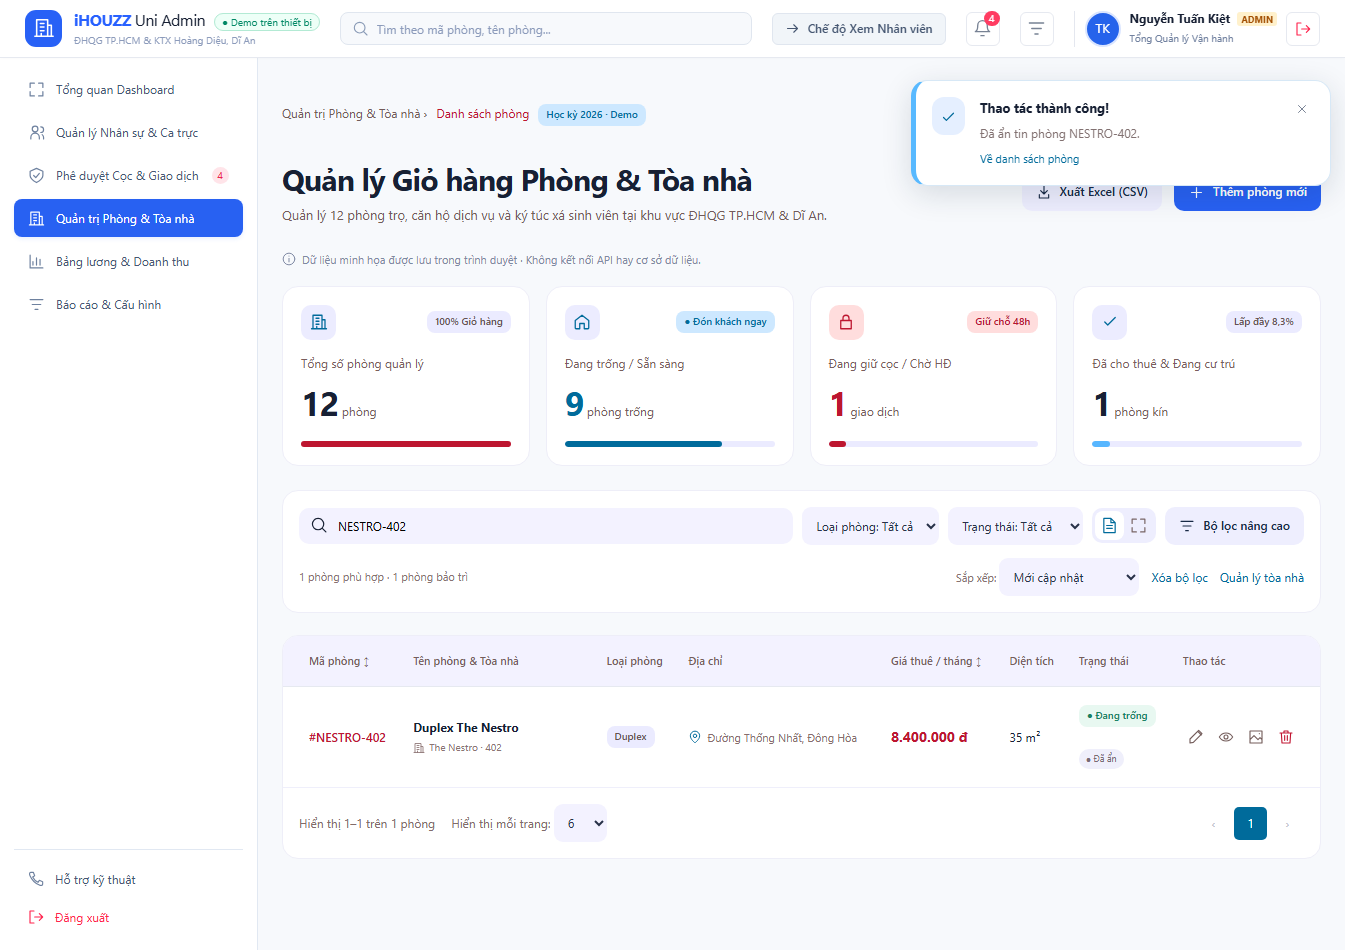 iHOUZZ Uni Admin
• Demo trên thiết bị
ĐHQG TP.HCM & KTX Hoàng Diệu, Dĩ An
Tìm theo mã phòng, tên phòng...
Chế độ Xem Nhân viên
4
TK
Nguyễn Tuấn Kiệt
ADMIN
Tổng Quản lý Vận hành
Tổng quan Dashboard
Quản lý Nhân sự & Ca trực
Phê duyệt Cọc & Giao dịch
4
Quản trị Phòng & Tòa nhà
Bảng lương & Doanh thu
Báo cáo & Cấu hình
Hỗ trợ kỹ thuật
Đăng xuất
Quản trị Phòng & Tòa nhà › Danh sách phòng
Học kỳ 2026 · Demo
Thao tác thành công!
Đã ẩn tin phòng NESTRO-402.
Về danh sách phòng
Quản lý Giỏ hàng Phòng & Tòa nhà
Quản lý 12 phòng trọ, căn hộ dịch vụ và ký túc xá sinh viên tại khu vực ĐHQG TP.HCM & Dĩ An.
Xuất Excel (CSV)
Thêm phòng mới
Dữ liệu minh họa được lưu trong trình duyệt · Không kết nối API hay cơ sở dữ liệu.
100% Giỏ hàng
Tổng số phòng quản lý
12 phòng
• Đón khách ngay
Đang trống / Sẵn sàng
9 phòng trống
Giữ chỗ 48h
Đang giữ cọc / Chờ HĐ
1 giao dịch
Lấp đầy 8,3%
Đã cho thuê & Đang cư trú
1 phòng kín
NESTRO-402
Loại phòng: Tất cả
Trạng thái: Tất cả
Bộ lọc nâng cao
1 phòng phù hợp · 1 phòng bảo trì
Sắp xếp:
Mới cập nhật
Xóa bộ lọc
Quản lý tòa nhà
Mã phòng ↕
Tên phòng & Tòa nhà
Loại phòng
Địa chỉ
Giá thuê / tháng ↕
Diện tích
Trạng thái
Thao tác
#NESTRO-402
Duplex The Nestro
The Nestro · 402
Duplex
Đường Thống Nhất, Đông Hòa
8.400.000 đ
35 m²
• Đang trống
• Đã ẩn
Hiển thị 1–1 trên 1 phòng
Hiển thị mỗi trang:
6
‹
1
›